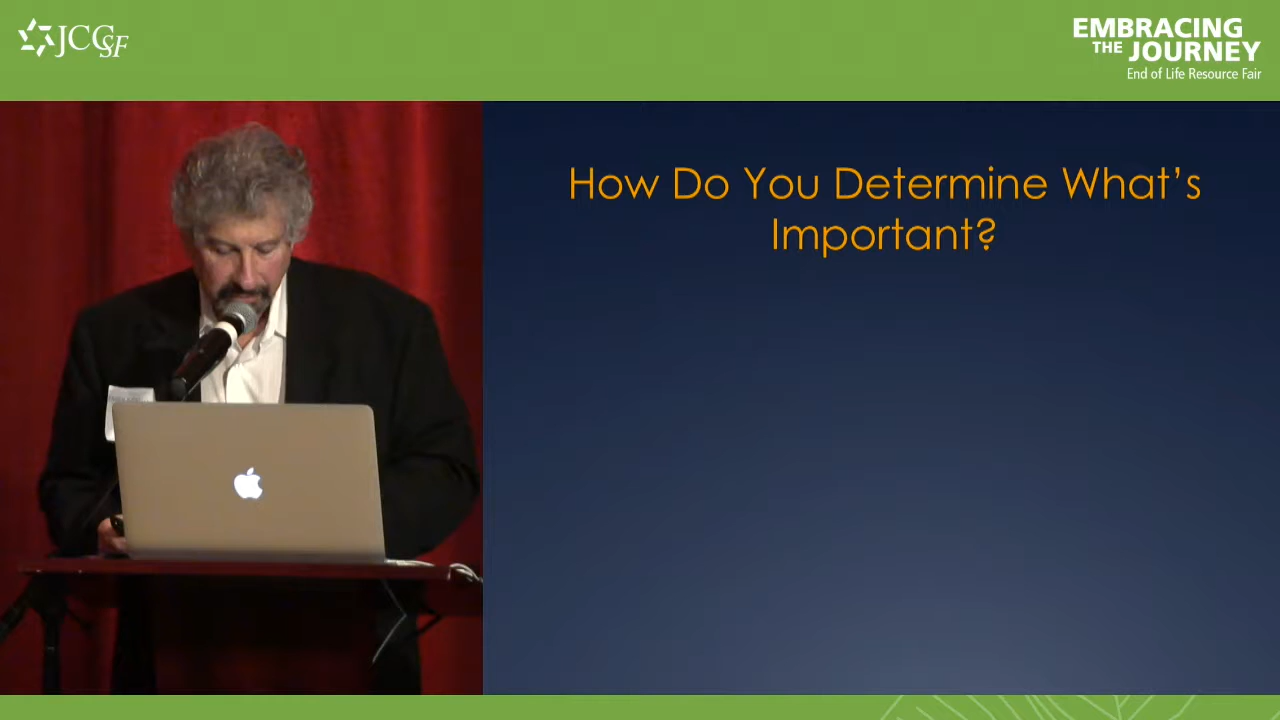 JCCSF
EMBRACING
THE JOURNEY
End of Life Resource Fair
How Do You Determine What's
Important?